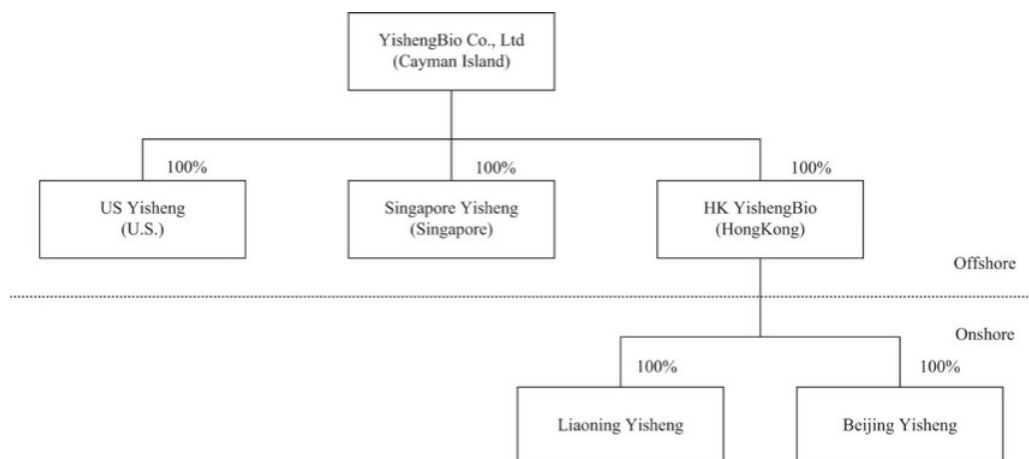 YishengBio Co., Ltd
(Cayman Island)
100%
100%
100%
US Yisheng
(U.S.)
Singapore Yisheng
(Singapore)
HK YishengBio
(HongKong)
Offshore
Onshore
100%
100%
Liaoning Yisheng
Beijing Yisheng